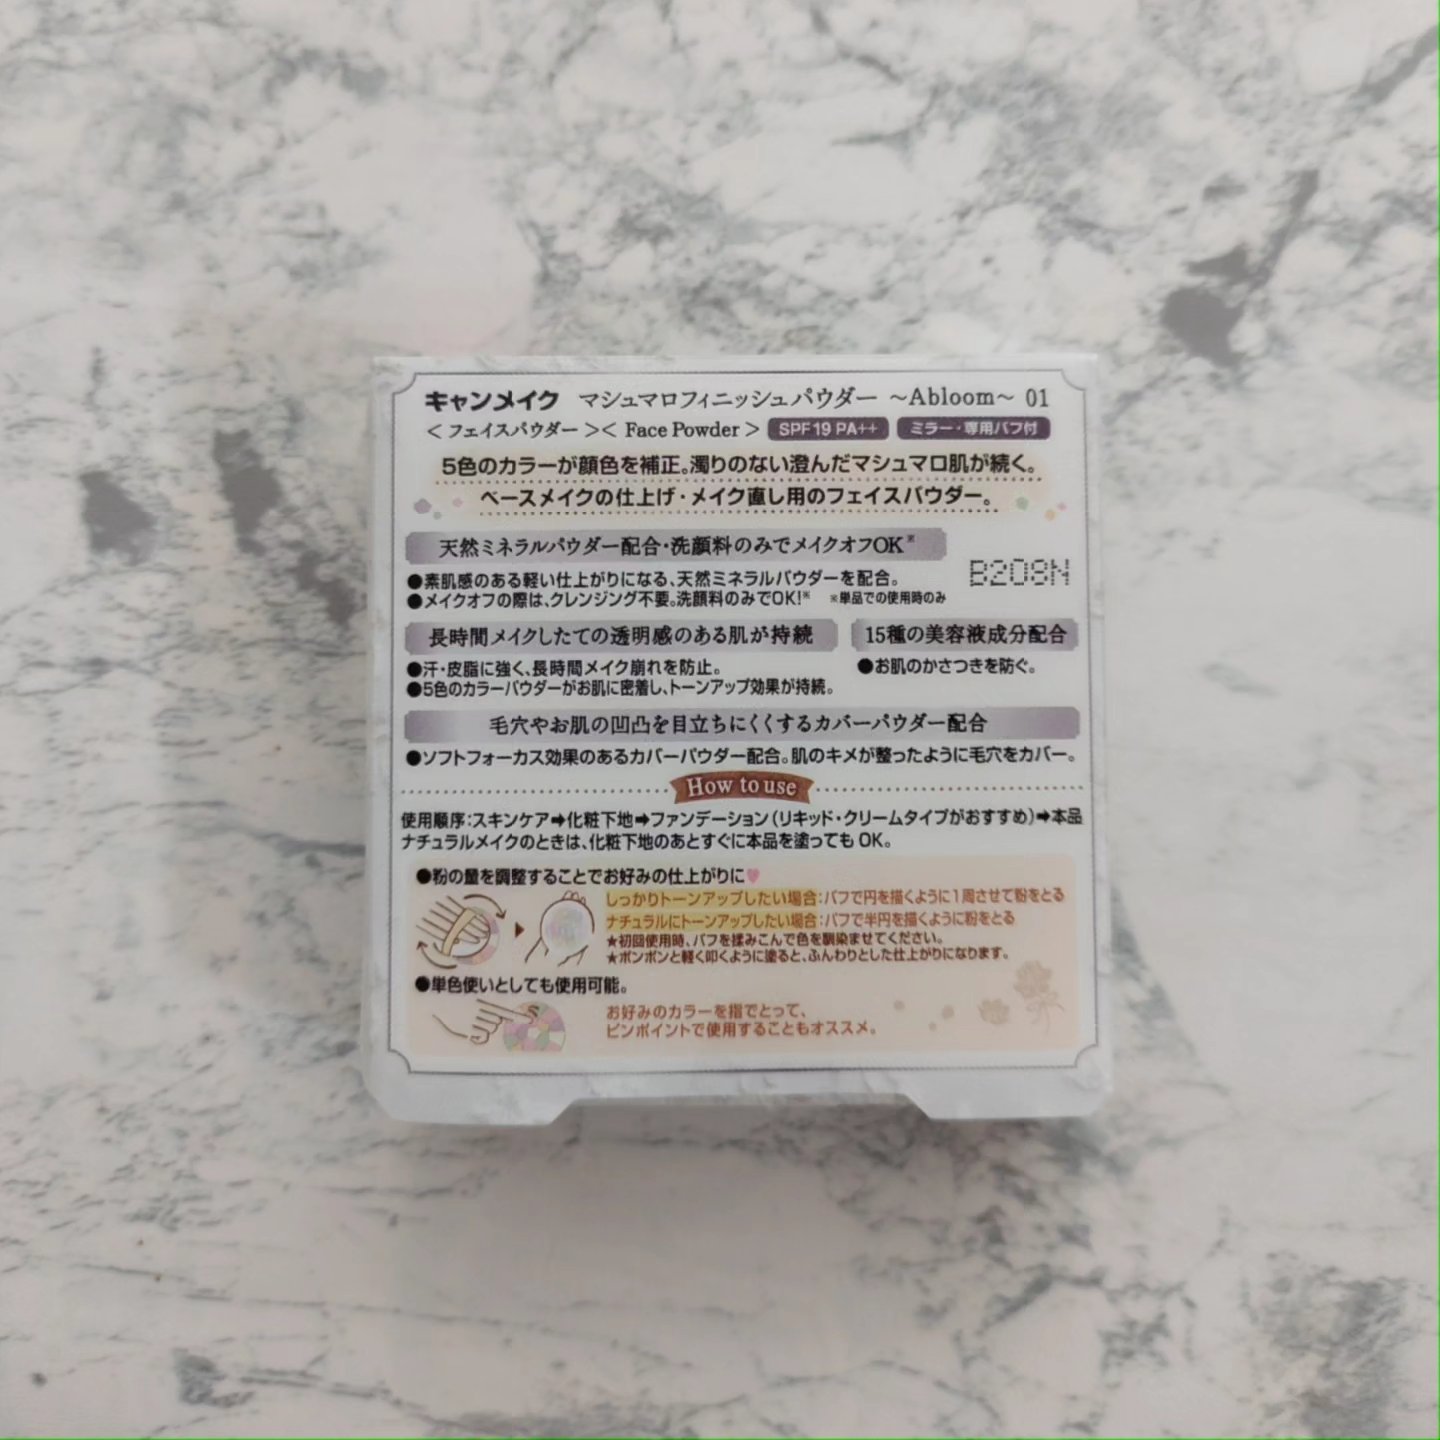 キャンメイク マシュマロフィニッシュパウダー ～Abloom～ 01
＜フェイスパウダー＞＜Face Powder＞ SPF19 PA++ ミラー・専用パフ付
5色のカラーが顔色を補正。濁りのない澄んだマシュマロ肌が続く。
ベースメイクの仕上げ・メイク直し用のフェイスパウダー。
天然ミネラルパウダー配合・洗顔料のみでメイクオフOK※
B208N
●素肌感のある軽い仕上がりになる、天然ミネラルパウダーを配合。
●メイクオフの際は、クレンジング不要。洗顔料のみでOK!※ ※単品での使用時のみ
長時間メイクしたての透明感のある肌が持続 15種の美容液成分配合
●汗・皮脂に強く、長時間メイク崩れを防止。 ●お肌のかさつきを防ぐ。
●5色のカラーパウダーがお肌に密着し、トーンアップ効果が持続。
毛穴やお肌の凹凸を目立ちにくくするカバーパウダー配合
●ソフトフォーカス効果のあるカバーパウダー配合。肌のキメが整ったように毛穴をカバー。
How to use
使用順序：スキンケア➡化粧下地➡ファンデーション（リキッド・クリームタイプがおすすめ）➡本品
ナチュラルメイクのときは、化粧下地のあとすぐに本品を塗っても OK。
●粉の量を調整することでお好みの仕上がりに♥
しっかりトーンアップしたい場合：パフで円を描くように1周させて粉をとる
ナチュラルにトーンアップしたい場合：パフで半円を描くように粉をとる
★初回使用時、パフを揉みこんで色を馴染ませてください。
★ポンポンと軽く叩くように塗ると、ふんわりとした仕上がりになります。
●単色使いとしても使用可能。
お好みのカラーを指でとって、
ピンポイントで使用することもオススメ。